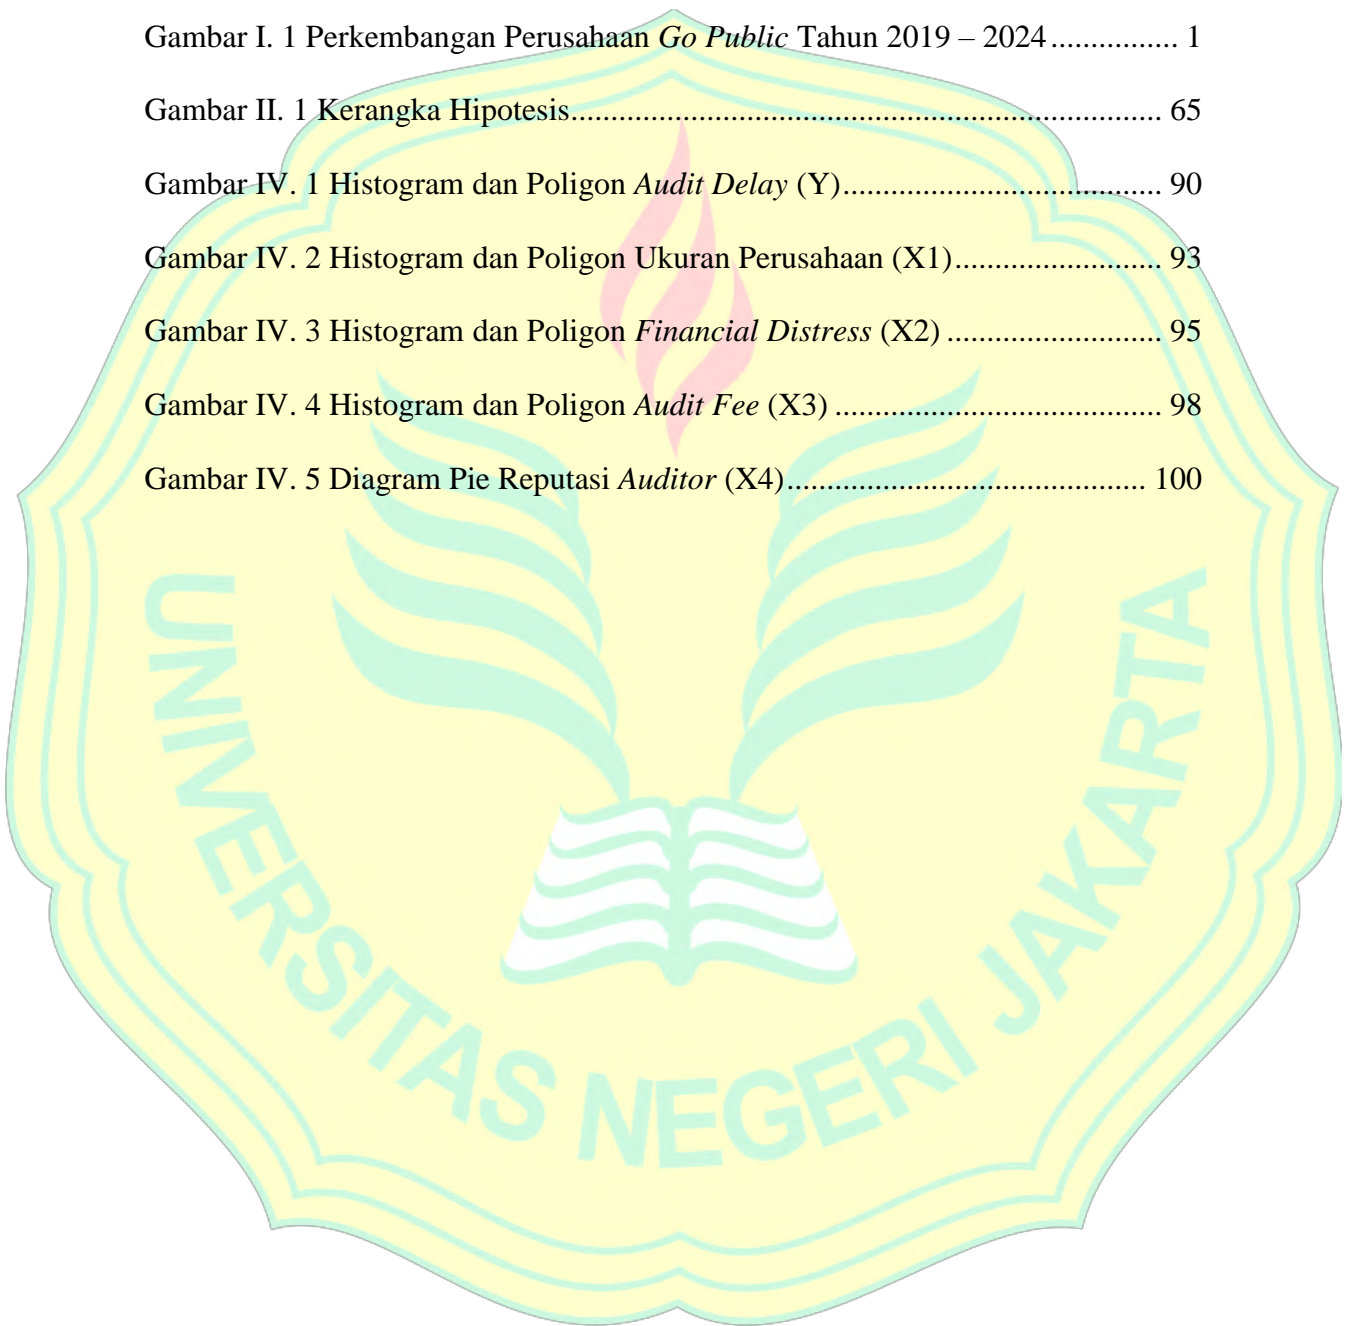 Gambar I. 1 Perkembangan Perusahaan Go Public Tahun 2019 – 2024 ................ 1
Gambar II. 1 Kerangka Hipotesis.......................................................................... 65
Gambar IV. 1 Histogram dan Poligon Audit Delay (Y)........................................ 90
Gambar IV. 2 Histogram dan Poligon Ukuran Perusahaan (X1).......................... 93
Gambar IV. 3 Histogram dan Poligon Financial Distress (X2) ........................... 95
Gambar IV. 4 Histogram dan Poligon Audit Fee (X3) ......................................... 98
Gambar IV. 5 Diagram Pie Reputasi Auditor (X4)............................................. 100
UNIVERSITAS NEGERI JAKARTA